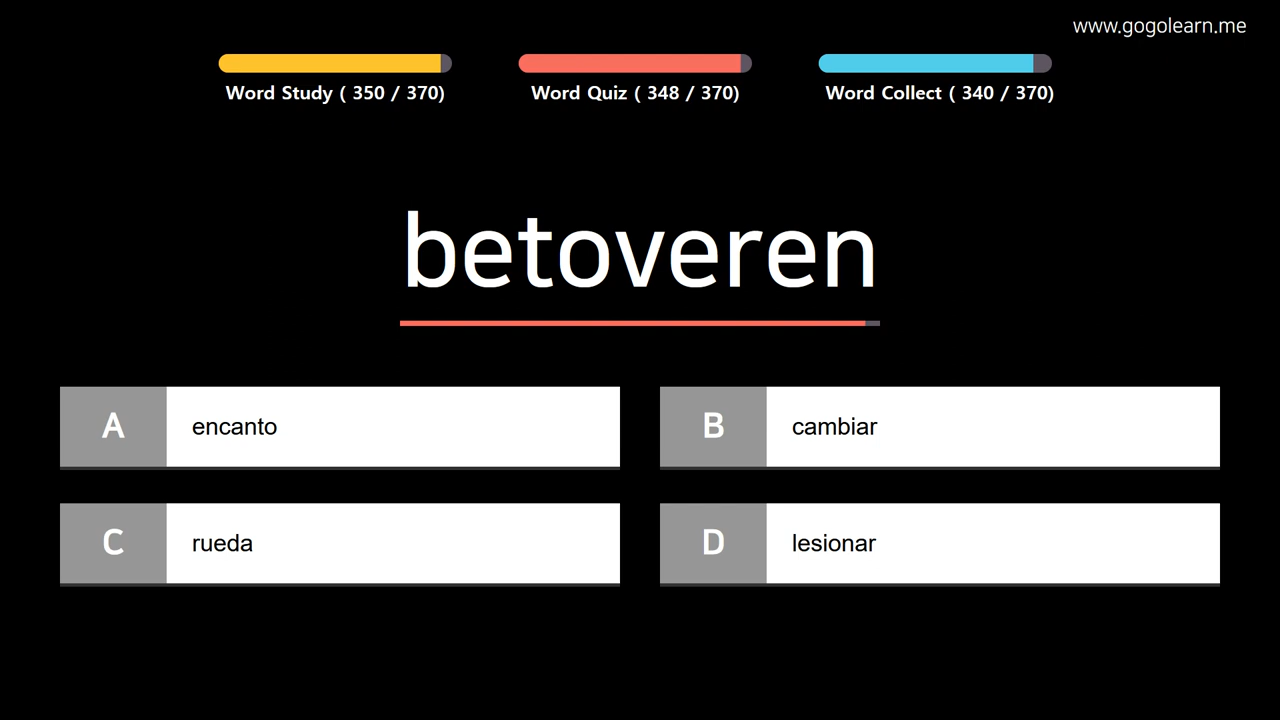 www.gogolearn.me
Word Study ( 350 / 370)
Word Quiz ( 348 / 370)
Word Collect ( 340 / 370)
betoveren
A encanto
B cambiar
C rueda
D lesionar